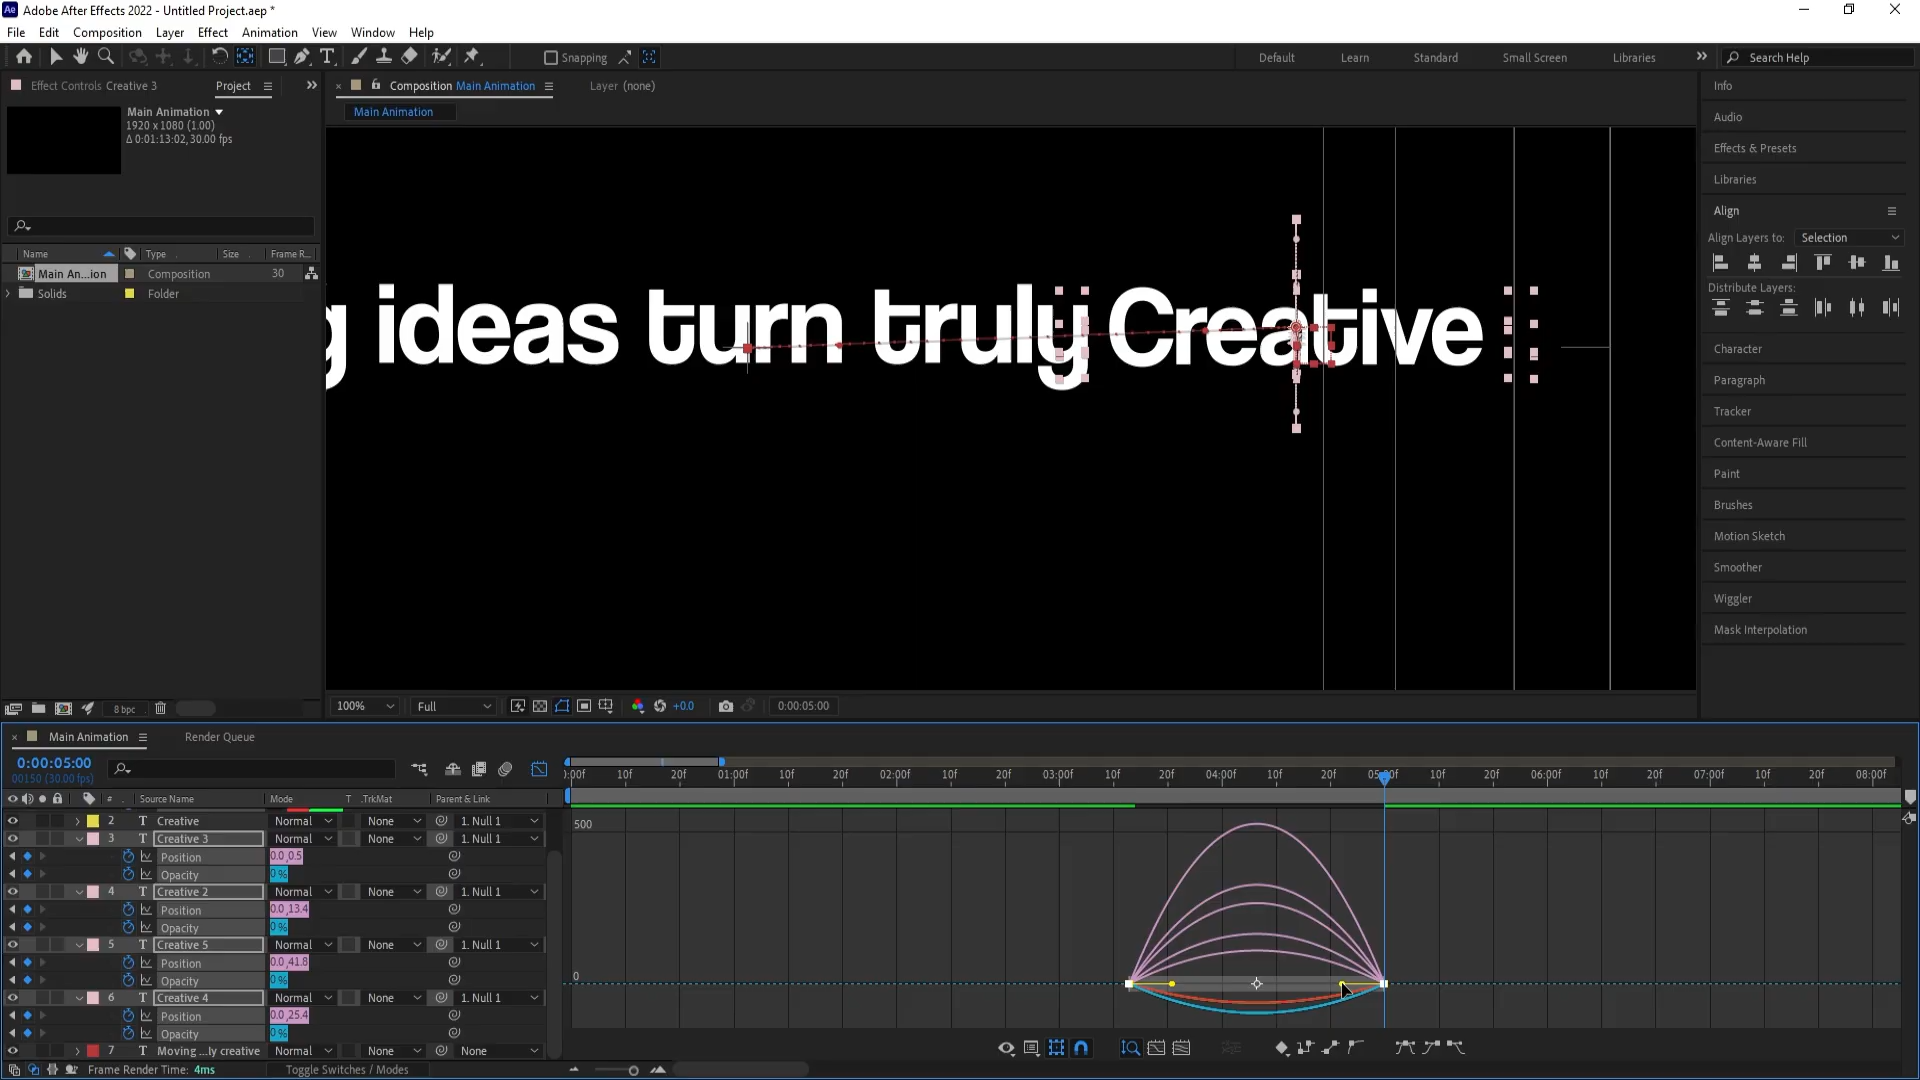 Adobe After Effects 2022 - Untitled Project.aep *
File Edit Composition Layer Effect Animation View Window Help
Snapping
Default Learn Standard Small Screen Libraries
Search Help
Effect Controls Creative 3
Project
Main Animation
1920 x 1080 (1.00)
Δ 0:01:13:02, 30.00 fps
Name Type Size Frame R...
Main An...ion Composition 30
Solids Folder
8 bpc
Composition Main Animation
Layer (none)
Main Animation
g ideas turn truly Creative
100% Full +0.0 0:00:05:00
Info
Audio
Effects & Presets
Libraries
Align
Align Layers to: Selection
Distribute Layers:
Character
Paragraph
Tracker
Content-Aware Fill
Paint
Brushes
Motion Sketch
Smoother
Wiggler
Mask Interpolation
Main Animation
Render Queue
0:00:05:00
00150 (30.00 fps)
# Source Name Mode T .TrkMat Parent & Link
2 T Creative Normal None 1. Null 1
3 T Creative 3 Normal None 1. Null 1
Position 0.0,0.5
Opacity 0 %
4 T Creative 2 Normal None 1. Null 1
Position 0.0,13.4
Opacity 0 %
5 T Creative 5 Normal None 1. Null 1
Position 0.0,41.8
Opacity 0 %
6 T Creative 4 Normal None 1. Null 1
Position 0.0,25.4
Opacity 0 %
7 T Moving ...ly creative Normal None None
Frame Render Time: 4ms
Toggle Switches / Modes
:00f 10f 20f 01:00f 10f 20f 02:00f 10f 20f 03:00f 10f 20f 04:00f 10f 20f 05:00f 10f 20f 06:00f 10f 20f 07:00f 10f 20f 08:00f
500
0